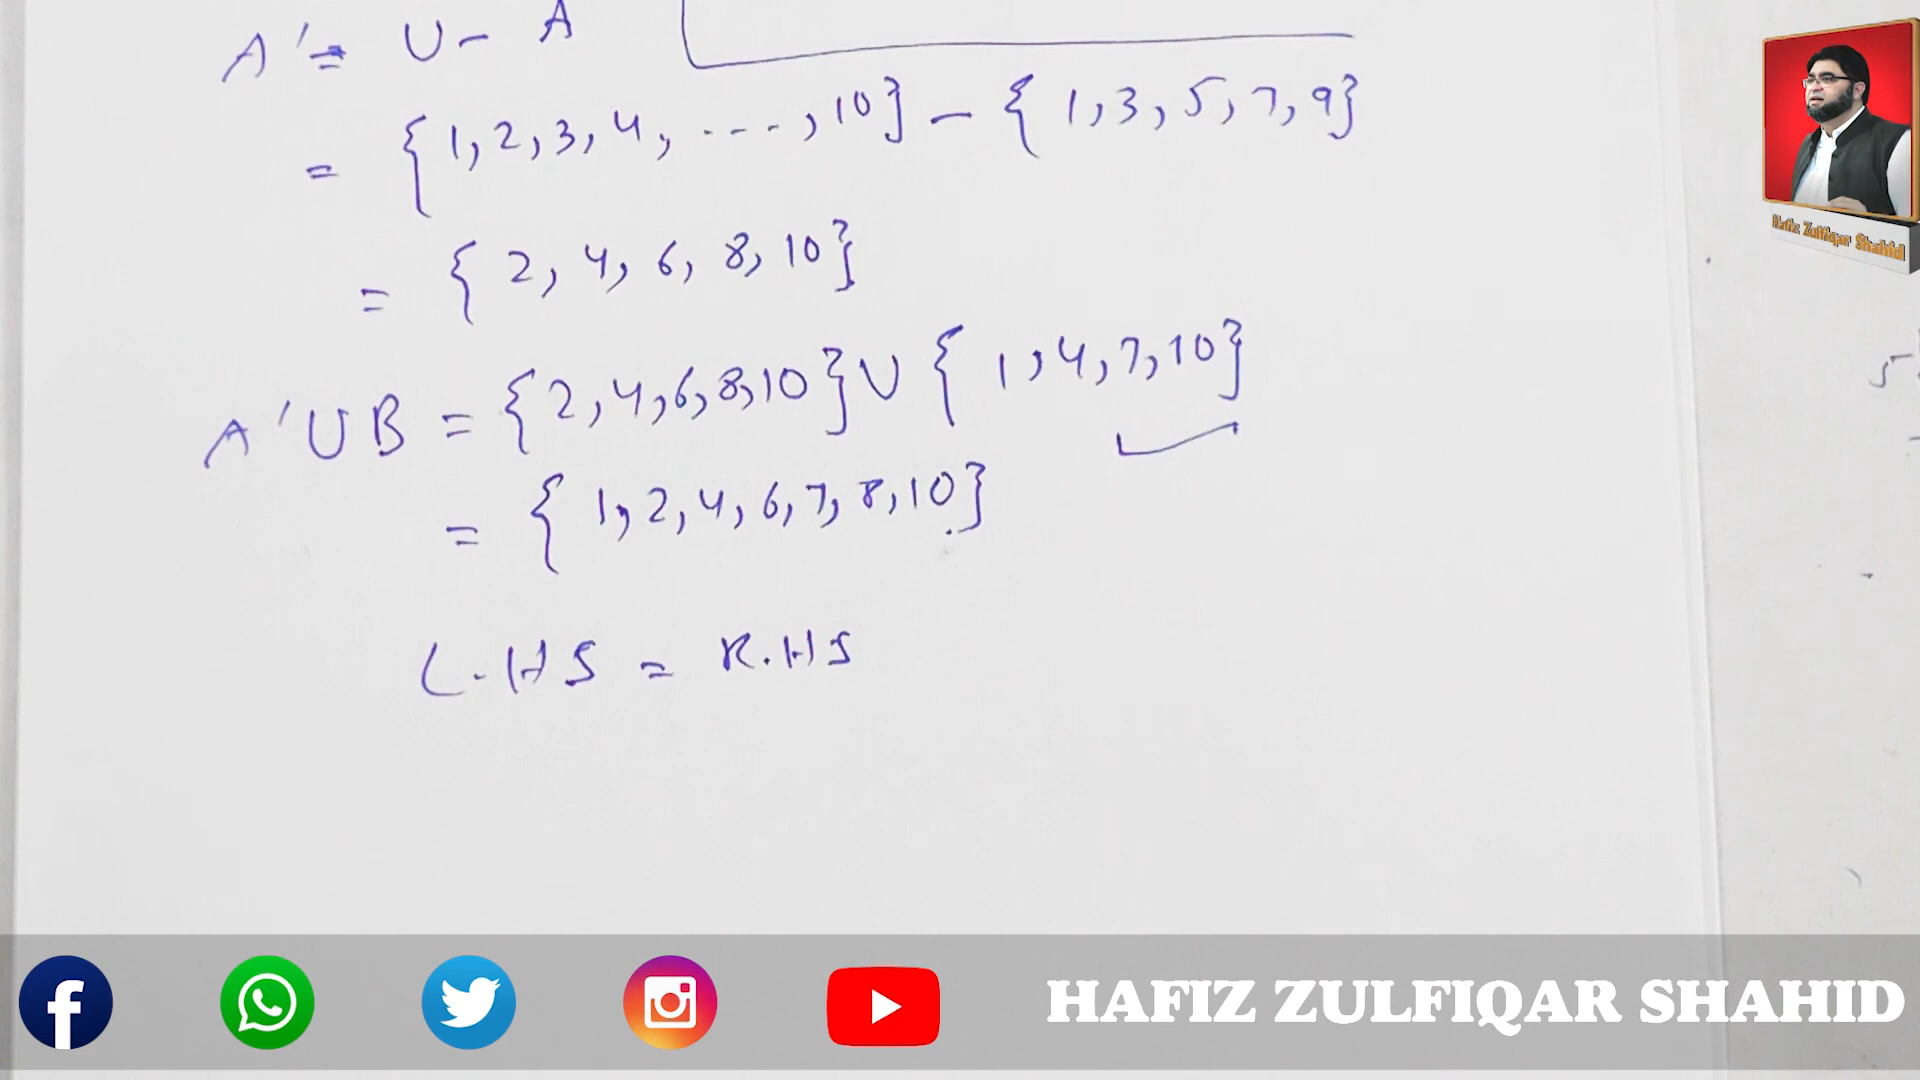 A' = U - A
= {1, 2, 3, 4, ..., 10} - {1, 3, 5, 7, 9}
= {2, 4, 6, 8, 10}
A' U B = {2, 4, 6, 8, 10} U {1, 4, 7, 10}
= {1, 2, 4, 6, 7, 8, 10}
L.HS = R.HS
Hafiz Zulfiqar Shahid
5
HAFIZ ZULFIQAR SHAHID